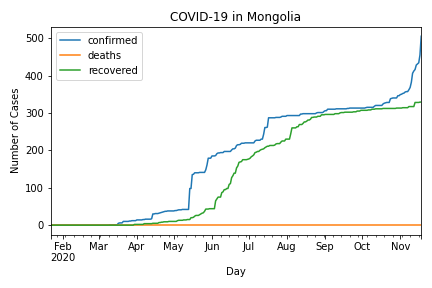 COVID-19 in Mongolia
confirmed
deaths
recovered
Number of Cases
500
400
300
200
100
0
Feb Mar Apr May Jun Jul Aug Sep Oct Nov
2020
Day